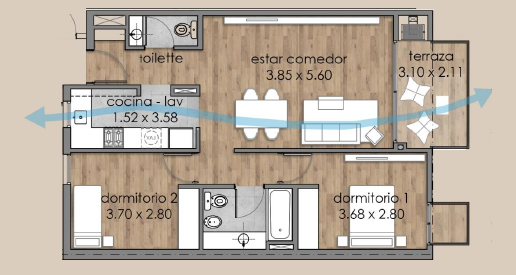 toilette
estar comedor
3.85 x 5.60
terraza
3.10 x 2.11
cocina - lav
1.52 x 3.58
dormitorio 2
3.70 x 2.80
dormitorio 1
3.68 x 2.80